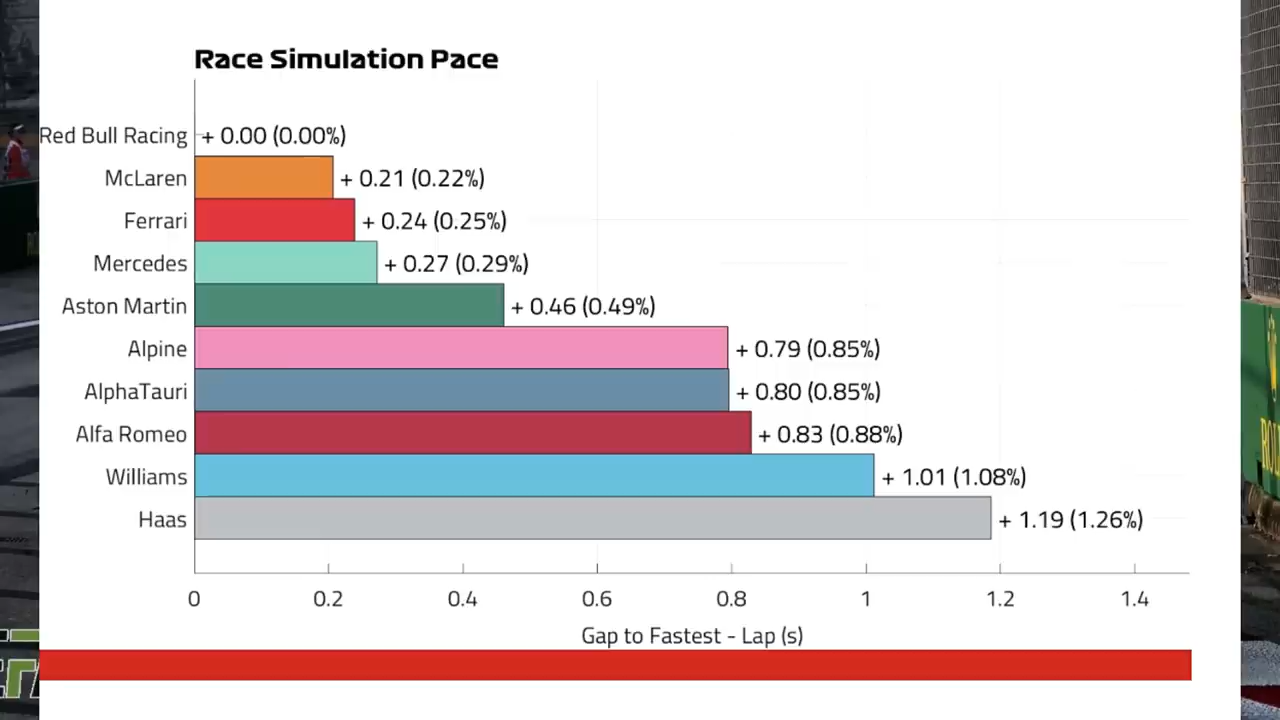 Race Simulation Pace
Red Bull Racing + 0.00 (0.00%)
McLaren + 0.21 (0.22%)
Ferrari + 0.24 (0.25%)
Mercedes + 0.27 (0.29%)
Aston Martin + 0.46 (0.49%)
Alpine + 0.79 (0.85%)
AlphaTauri + 0.80 (0.85%)
Alfa Romeo + 0.83 (0.88%)
Williams + 1.01 (1.08%)
Haas + 1.19 (1.26%)
0 0.2 0.4 0.6 0.8 1 1.2 1.4
Gap to Fastest - Lap (s)